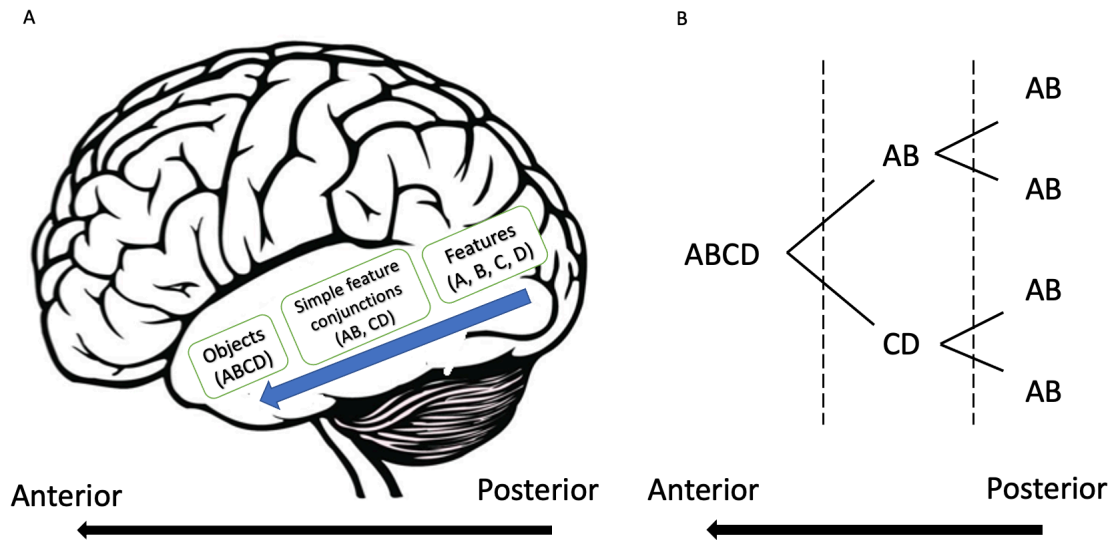 A
Features
(A, B, C, D)
Simple feature
conjunctions
(AB, CD)
Objects
(ABCD)
Anterior
Posterior
B
AB
AB
AB
ABCD
AB
CD
AB
Anterior
Posterior